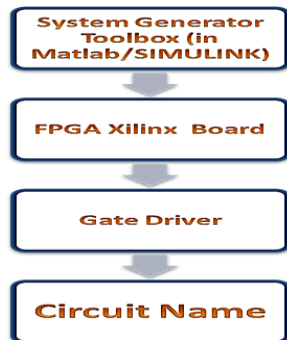 System Generator
Toolbox (in
Matlab/SIMULINK)
FPGA Xilinx Board
Gate Driver
Circuit Name